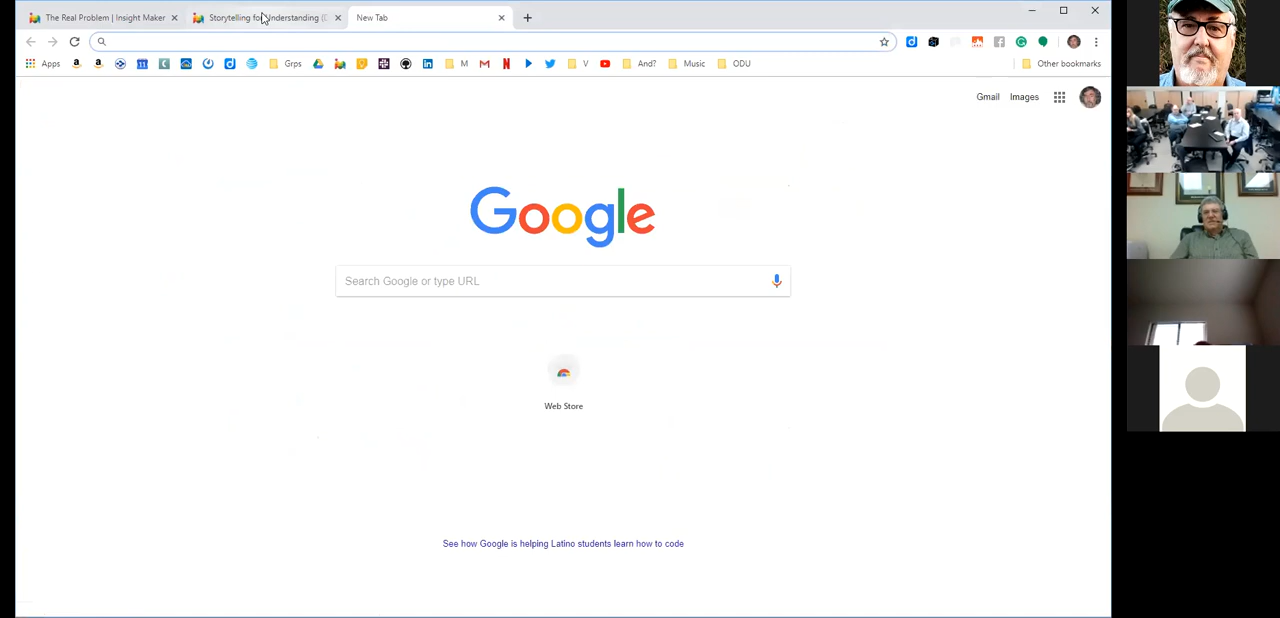 The Real Problem | Insight Maker
Storytelling fo Understanding (
New Tab
Apps
Grps
M
V
And?
Music
ODU
Other bookmarks
Gmail
Images
Google
Search Google or type URL
Web Store
See how Google is helping Latino students learn how to code